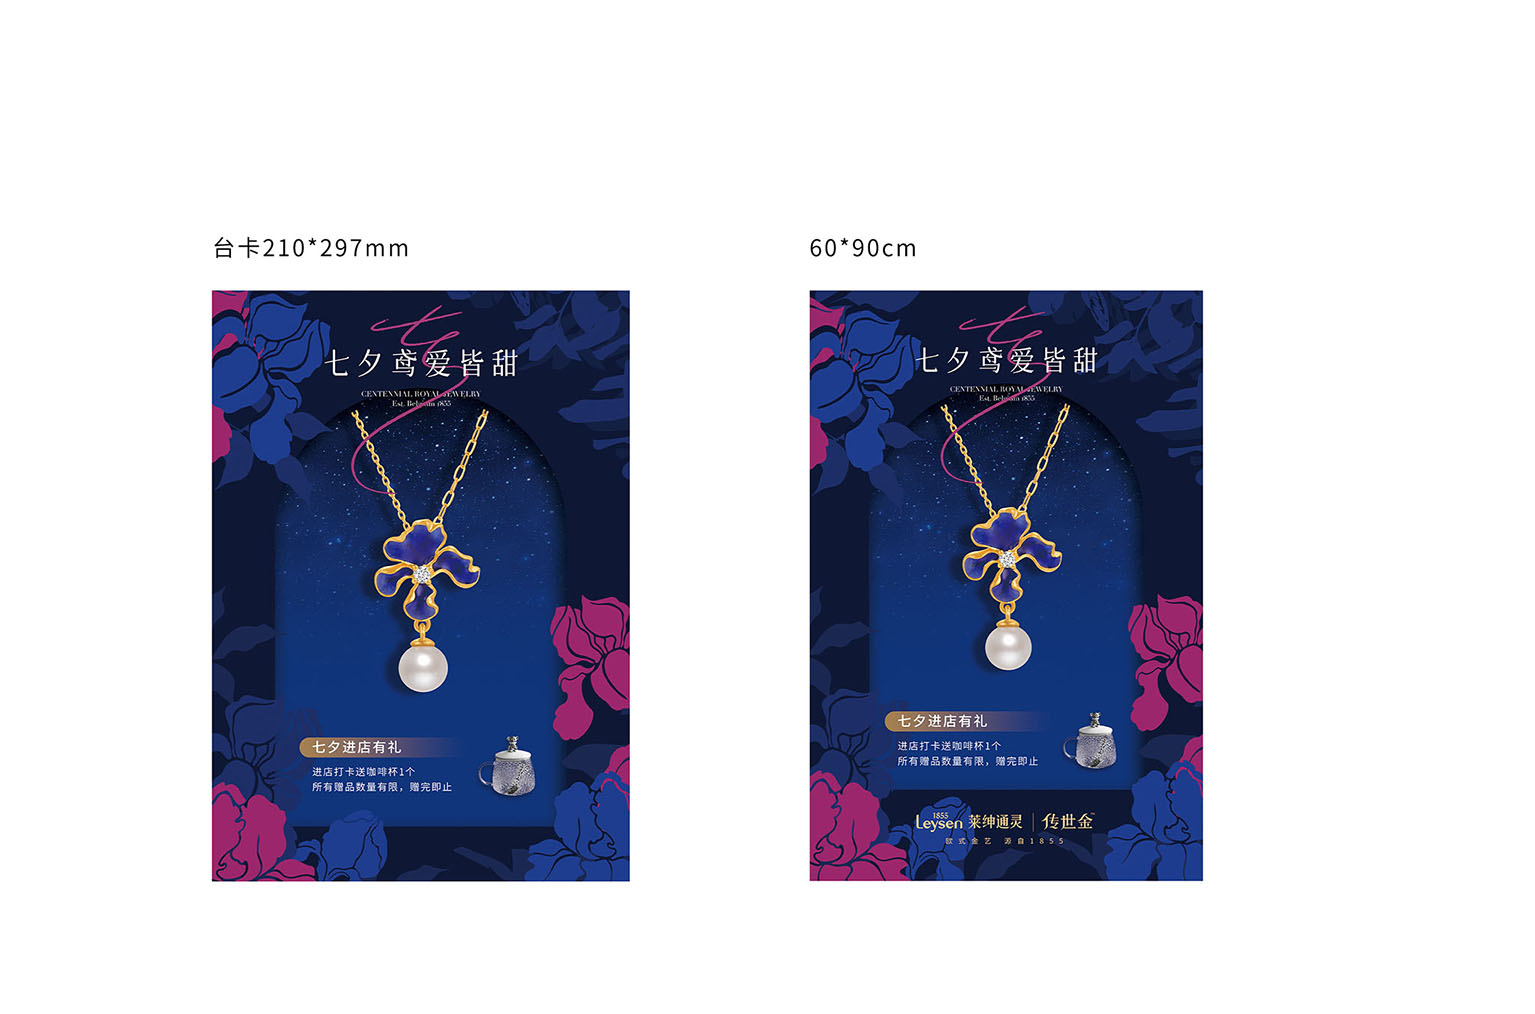 台卡210*297mm
七夕鸢爱皆甜
CENTENNIAL ROYAL JEWELRY
Est. Belgium 1855
七夕进店有礼
进店打卡送咖啡杯1个
所有赠品数量有限，赠完即止
60*90cm
七夕鸢爱皆甜
CENTENNIAL ROYAL JEWELRY
Est. Belgium 1855
七夕进店有礼
进店打卡送咖啡杯1个
所有赠品数量有限，赠完即止
1855
Leysen 莱绅通灵 | 传世金™
欧式金艺 源自1855